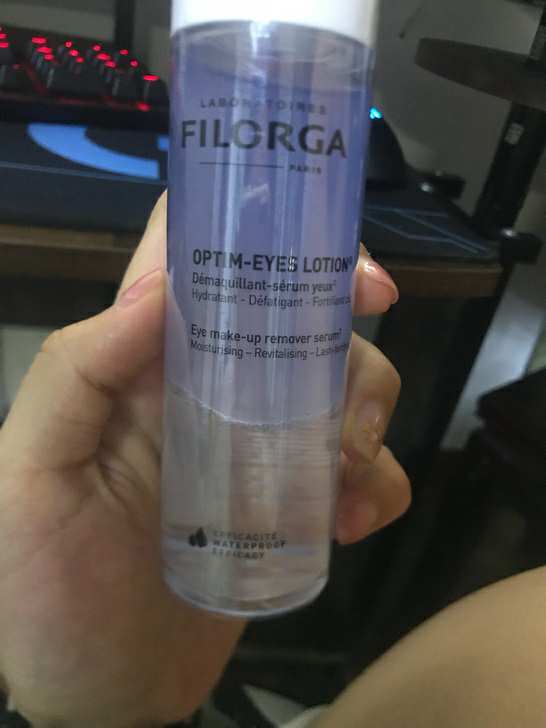 LABORATOIRES
FILORGA
PARIS
OPTIM-EYES LOTION
Démaquillant-sérum yeux
Hydratant - Défatigant - Fortifiant
Eye make-up remover serum
Moisturising - Revitalising -
EFFICACITÉ
WATERPROOF
EFFICACY